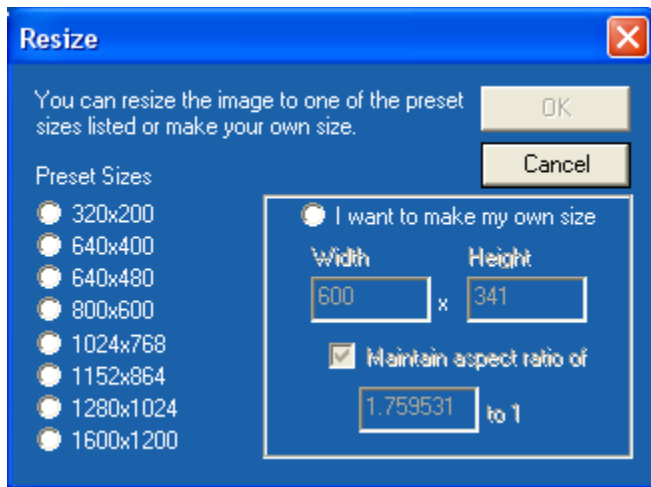 Resize
You can resize the image to one of the preset
sizes listed or make your own size.
OK
Cancel
Preset Sizes
320x200
640x400
640x480
800x600
1024x768
1152x864
1280x1024
1600x1200
I want to make my own size
Width Height
600 x 341
Maintain aspect ratio of
1.759531 to 1